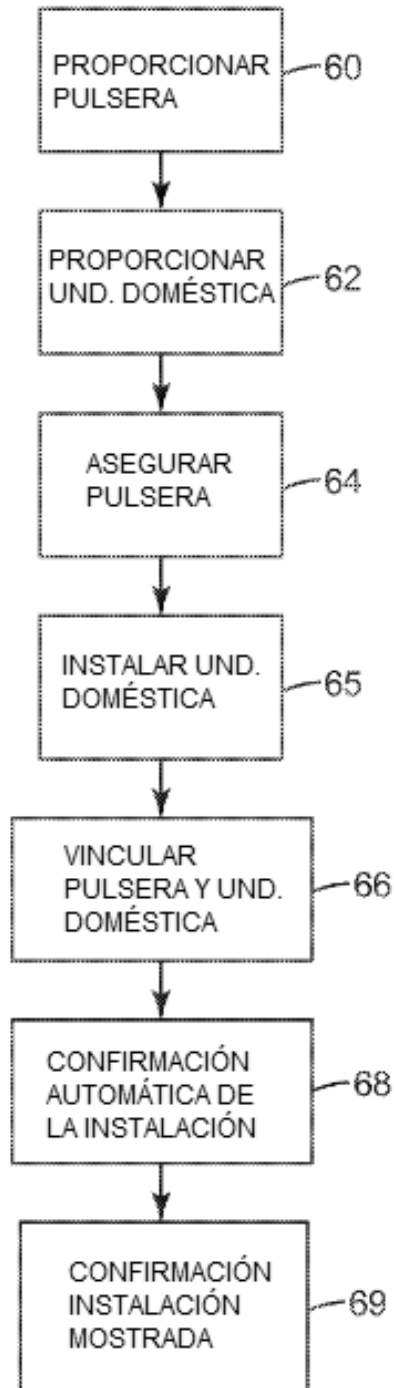 PROPORCIONAR
PULSERA
60
PROPORCIONAR
UND. DOMÉSTICA
62
ASEGURAR
PULSERA
64
INSTALAR UND.
DOMÉSTICA
65
VINCULAR
PULSERA Y UND.
DOMÉSTICA
66
CONFIRMACIÓN
AUTOMÁTICA DE
LA INSTALACIÓN
68
CONFIRMACIÓN
INSTALACIÓN
MOSTRADA
69